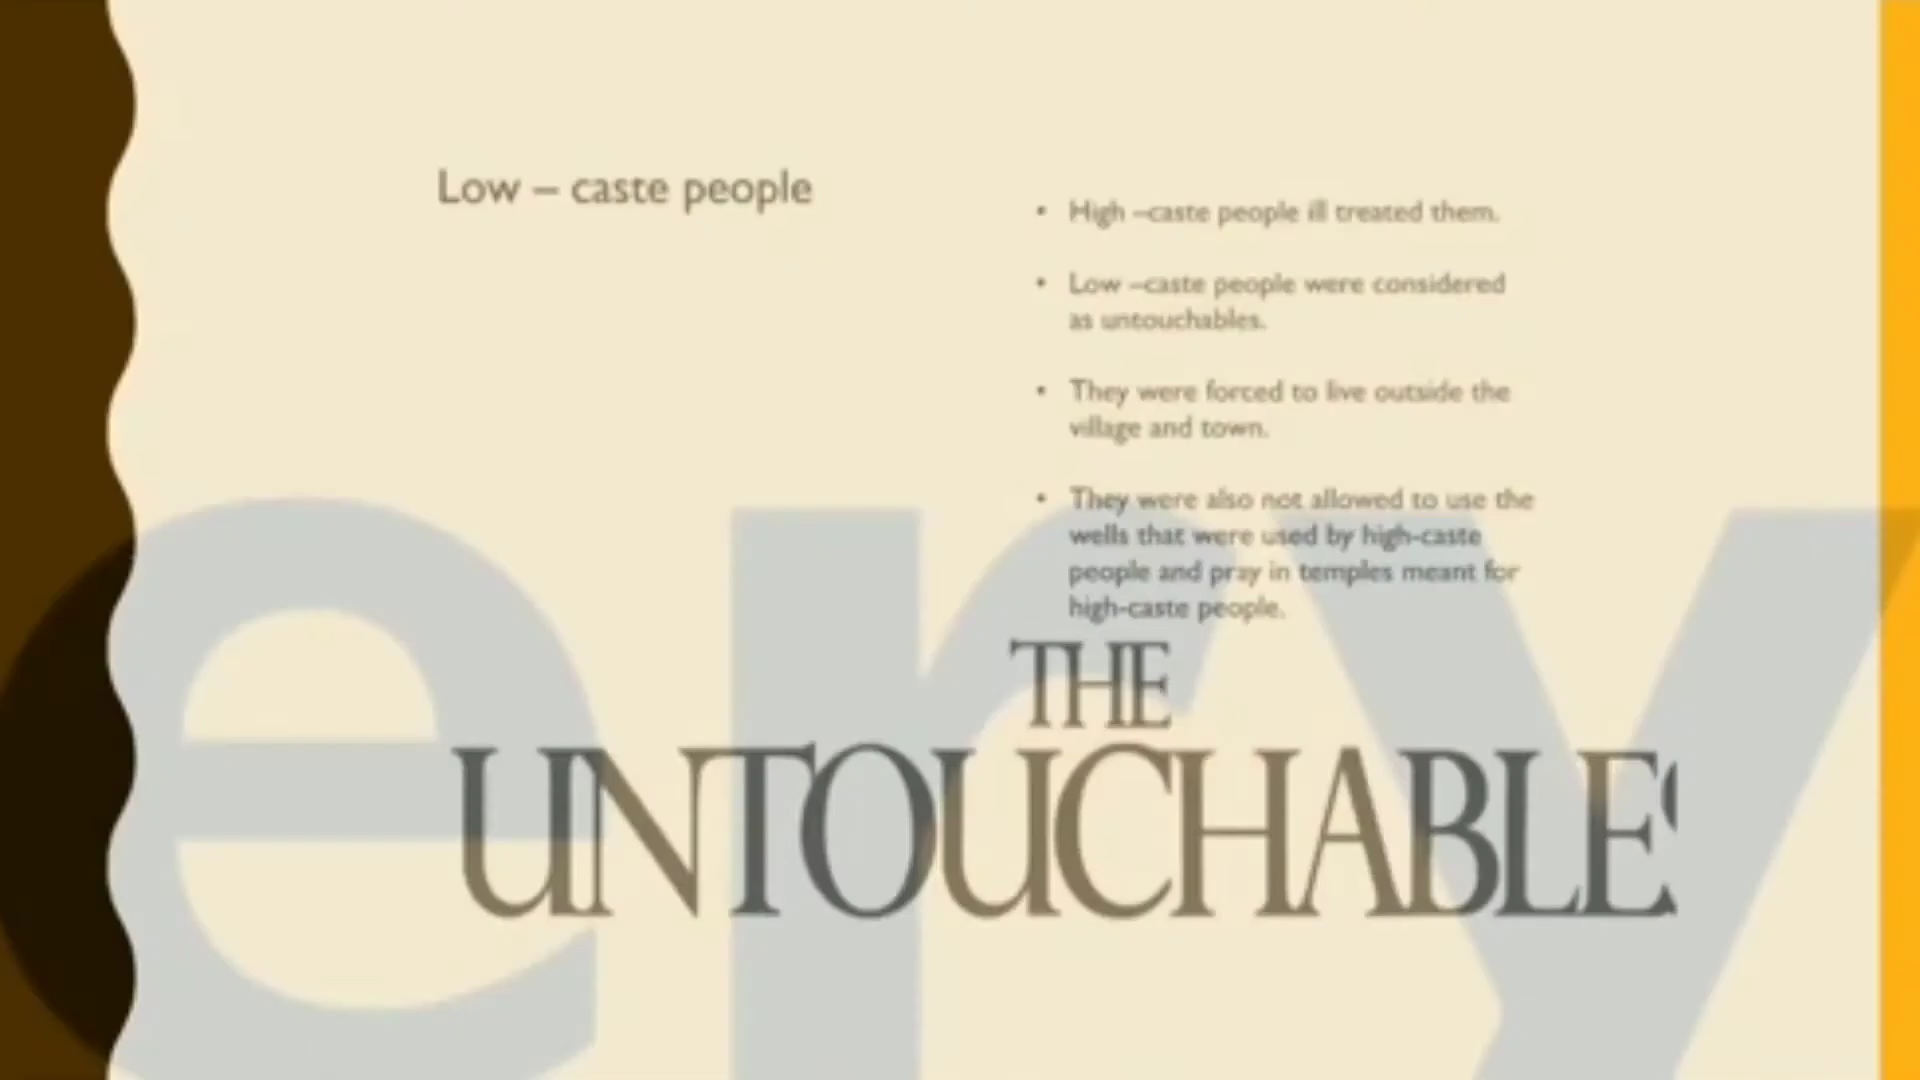 Low – caste people
• High –caste people ill treated them.
• Low –caste people were considered
as untouchables.
• They were forced to live outside the
village and town.
• They were also not allowed to use the
wells that were used by high-caste
people and pray in temples meant for
high-caste people.
THE
UNTOUCHABLES
ery